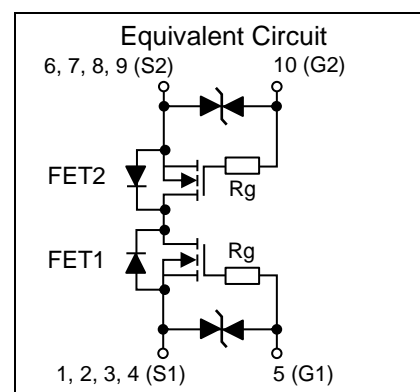 Equivalent Circuit
6, 7, 8, 9 (S2) 10 (G2)
FET2
Rg
FET1
Rg
1, 2, 3, 4 (S1) 5 (G1)